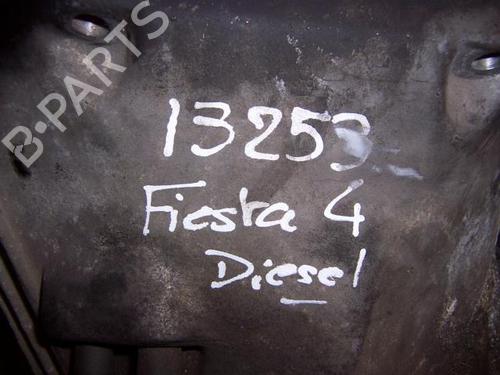 B-PARTS
13253
Fiesta 4
Diesel